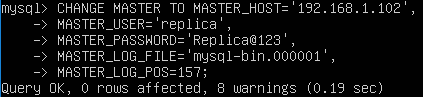 mysql> CHANGE MASTER TO MASTER_HOST='192.168.1.102',
    -> MASTER_USER='replica',
    -> MASTER_PASSWORD='Replica@123',
    -> MASTER_LOG_FILE='mysql-bin.000001',
    -> MASTER_LOG_POS=157;
Query OK, 0 rows affected, 8 warnings (0.19 sec)